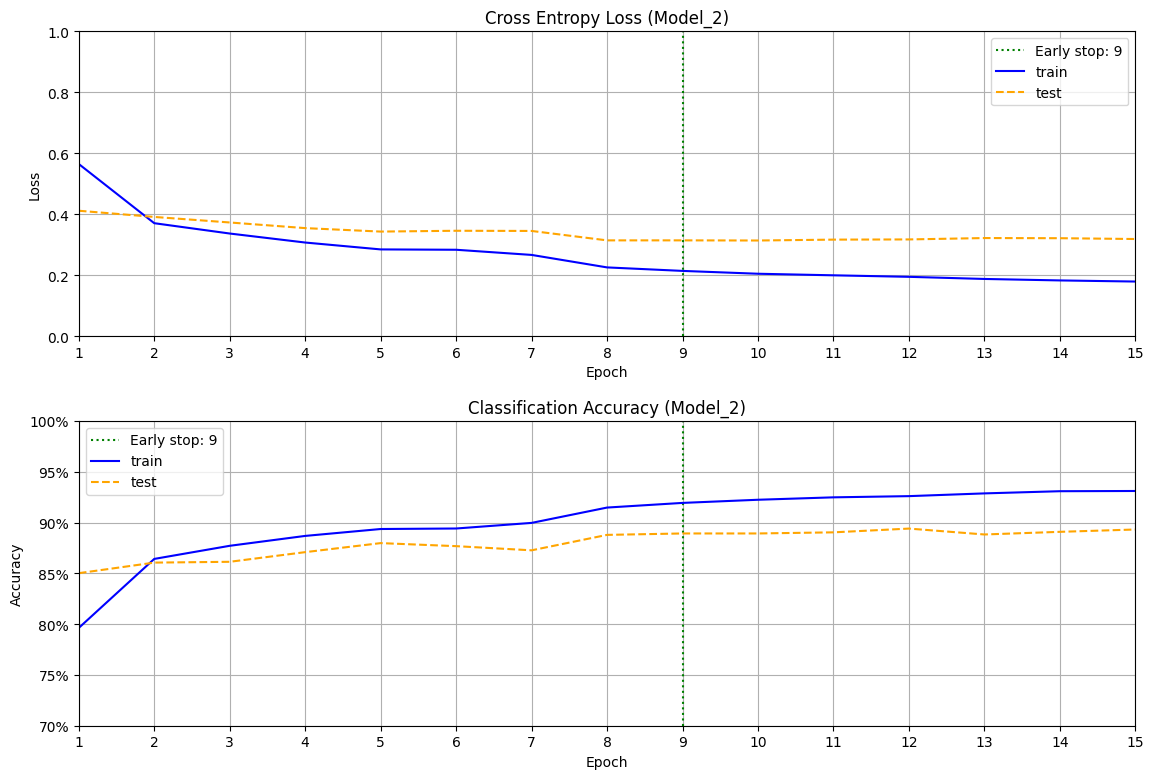 Cross Entropy Loss (Model_2)
1.0
0.8
0.6
0.4
0.2
0.0
Loss
Early stop: 9
train
test
1 2 3 4 5 6 7 8 9 10 11 12 13 14 15
Epoch
Classification Accuracy (Model_2)
100%
95%
90%
85%
80%
75%
70%
Accuracy
Early stop: 9
train
test
1 2 3 4 5 6 7 8 9 10 11 12 13 14 15
Epoch